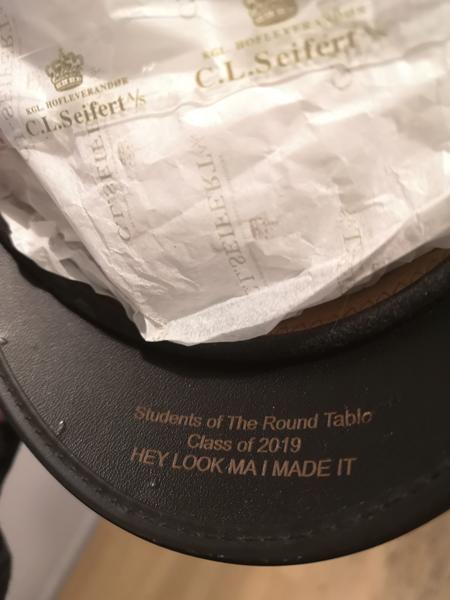 KGL. HOFLEVERANDØR
C.L.Seifert A/S
KGL. HOFLEVERANDØR
C.L.Seifert A/S
Students of The Round Table
Class of 2019
HEY LOOK MA I MADE IT